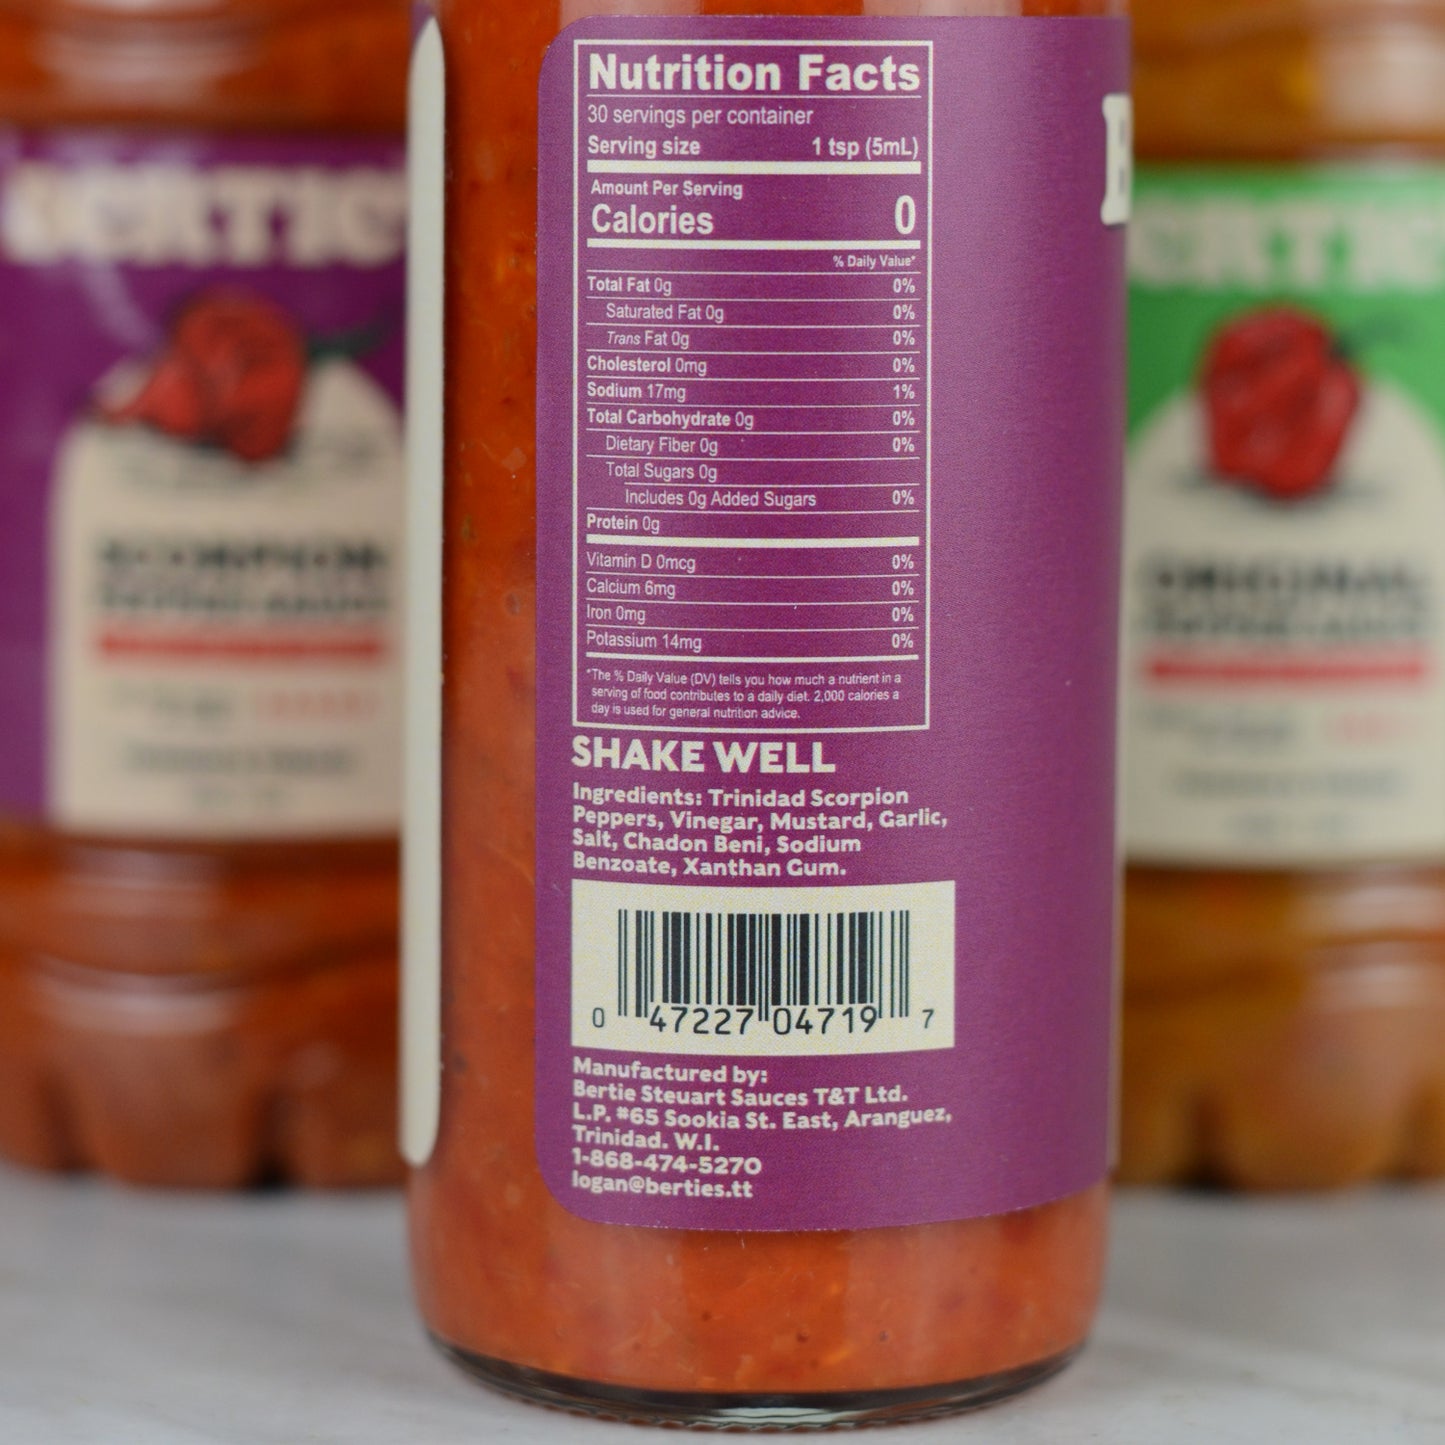 Nutrition Facts
30 servings per container
Serving size 1 tsp (5mL)
Amount Per Serving
Calories 0
% Daily Value*
Total Fat 0g 0%
Saturated Fat 0g 0%
Trans Fat 0g 0%
Cholesterol 0mg 0%
Sodium 17mg 1%
Total Carbohydrate 0g 0%
Dietary Fiber 0g 0%
Total Sugars 0g
Includes 0g Added Sugars 0%
Protein 0g
Vitamin D 0mcg 0%
Calcium 6mg 0%
Iron 0mg 0%
Potassium 14mg 0%
*The % Daily Value (DV) tells you how much a nutrient in a
serving of food contributes to a daily diet. 2,000 calories a
day is used for general nutrition advice.
SHAKE WELL
Ingredients: Trinidad Scorpion
Peppers, Vinegar, Mustard, Garlic,
Salt, Chadon Beni, Sodium
Benzoate, Xanthan Gum.
0 47227 04719 7
Manufactured by:
Bertie Steuart Sauces T&T Ltd.
L.P. #65 Sookia St. East, Aranguez,
Trinidad. W.I.
1-868-474-5270
logan@berties.tt
SCORPION
ORIGINAL